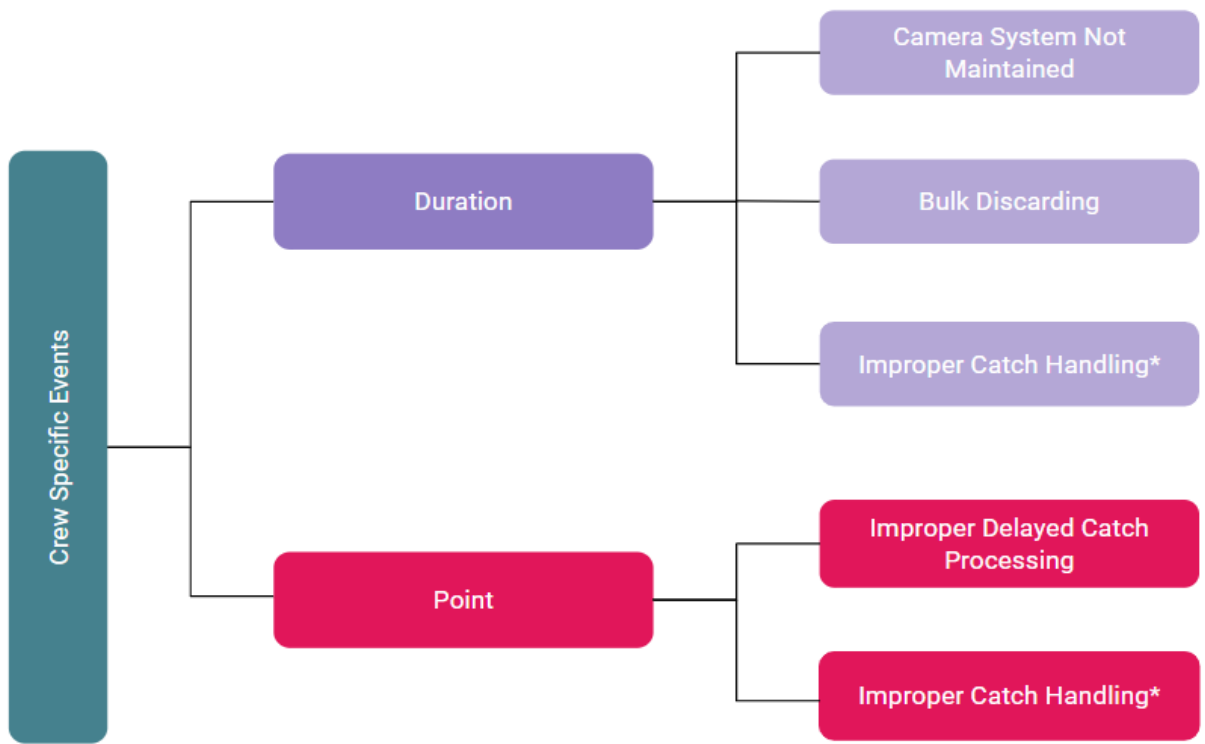 Crew Specific Events
Duration
Camera System Not
Maintained
Bulk Discarding
Improper Catch Handling*
Point
Improper Delayed Catch
Processing
Improper Catch Handling*